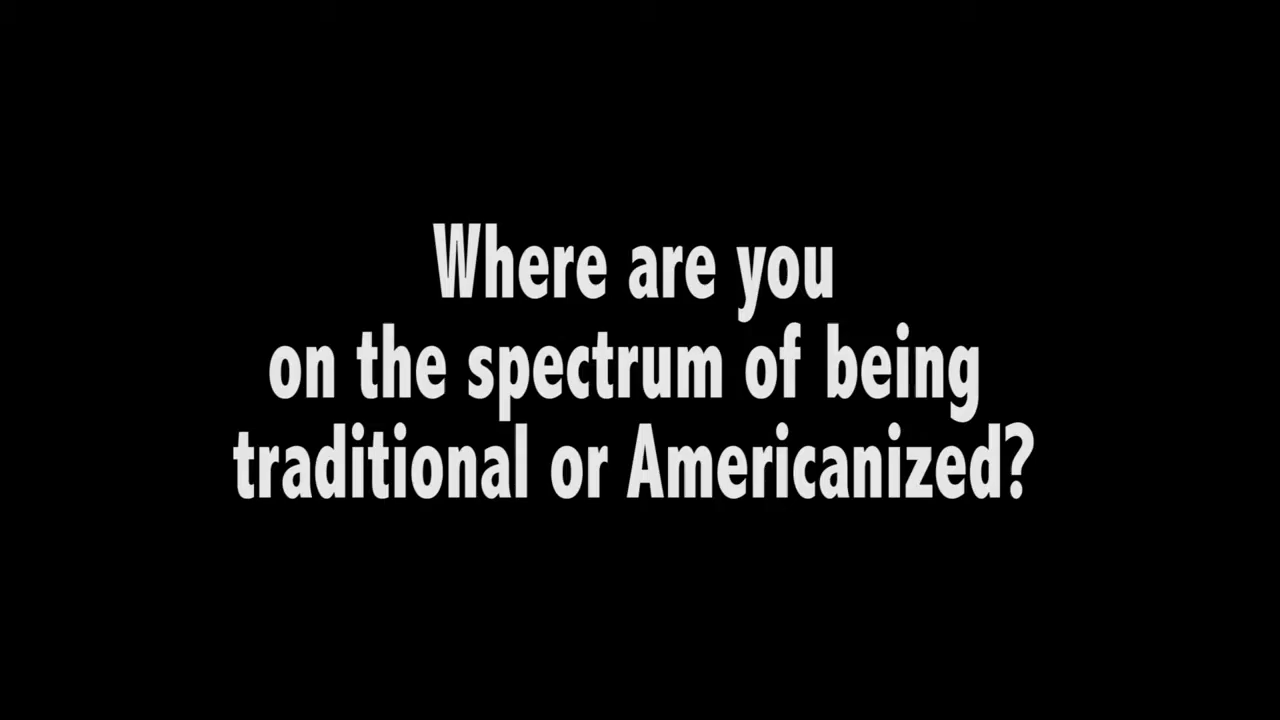 Where are you
on the spectrum of being
traditional or Americanized?